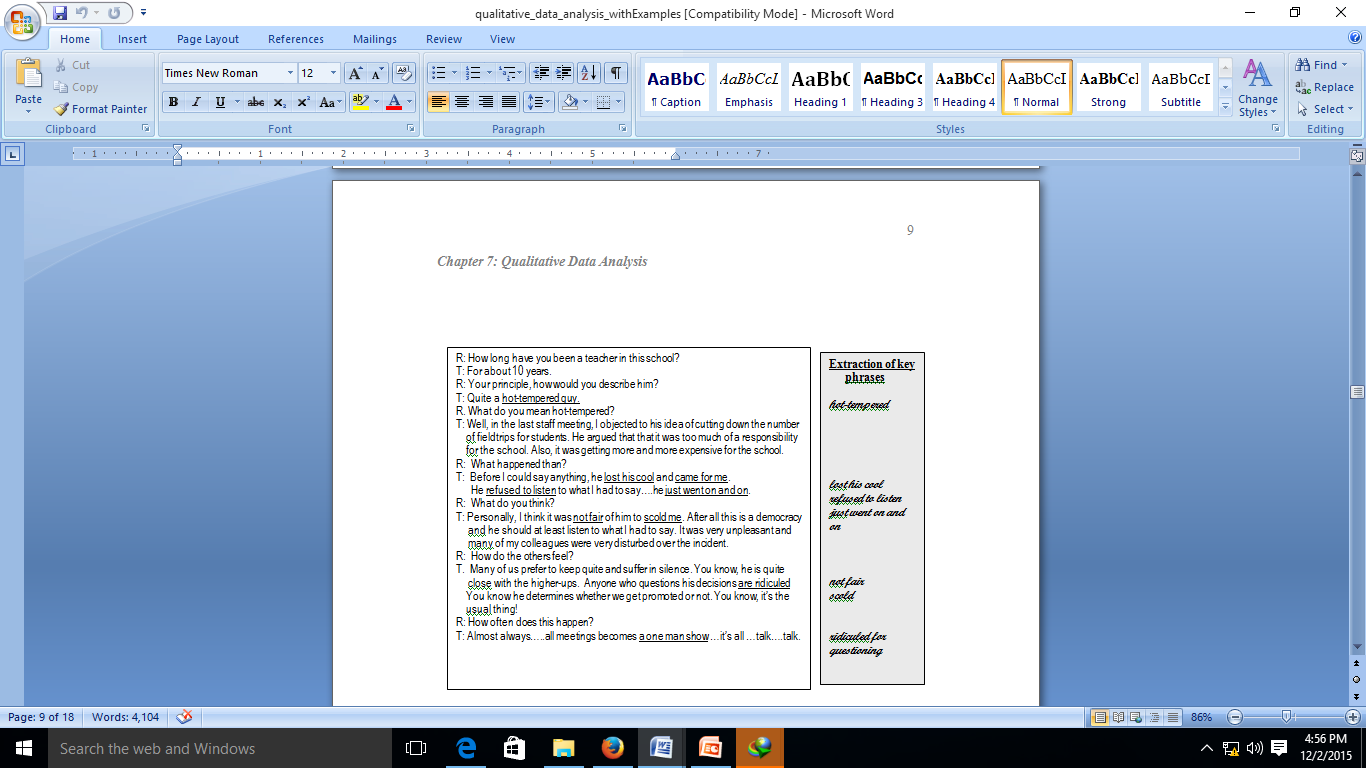 qualitative_data_analysis_withExamples [Compatibility Mode] - Microsoft Word
Home Insert Page Layout References Mailings Review View
Paste
Cut
Copy
Format Painter
Clipboard
Times New Roman 12
Font
Paragraph
AaBbC AaBbCcL AaBbC AaBbCc AaBbCcI AaBbCcI AaBbCcI AaBbCcI
¶ Caption Emphasis Heading 1 ¶ Heading 3 ¶ Heading 4 ¶ Normal Strong Subtitle
Styles
Change Styles
Find
Replace
Select
Editing
1 1 2 3 4 5 7
9
Chapter 7: Qualitative Data Analysis
R: How long have you been a teacher in this school?
T: For about 10 years.
R: Your principle, how would you describe him?
T: Quite a hot-tempered guy.
R. What do you mean hot-tempered?
T: Well, in the last staff meeting, I objected to his idea of cutting down the number
of fieldtrips for students. He argued that that it was too much of a responsibility
for the school. Also, it was getting more and more expensive for the school.
R: What happened than?
T: Before I could say anything, he lost his cool and came for me.
He refused to listen to what I had to say….he just went on and on.
R: What do you think?
T: Personally, I think it was not fair of him to scold me. After all this is a democracy
and he should at least listen to what I had to say. It was very unpleasant and
many of my colleagues were very disturbed over the incident.
R: How do the others feel?
T. Many of us prefer to keep quite and suffer in silence. You know, he is quite
close with the higher-ups. Anyone who questions his decisions are ridiculed
You know he determines whether we get promoted or not. You know, it's the
usual thing!
R: How often does this happen?
T: Almost always…..all meetings becomes a one man show…it's all …talk….talk.
Extraction of key
phrases
hot-tempered
lost his cool
refused to listen
just went on and
on
not fair
scold
ridiculed for
questioning
Page: 9 of 18 Words: 4,104
86%
Search the web and Windows
4:56 PM
12/2/2015